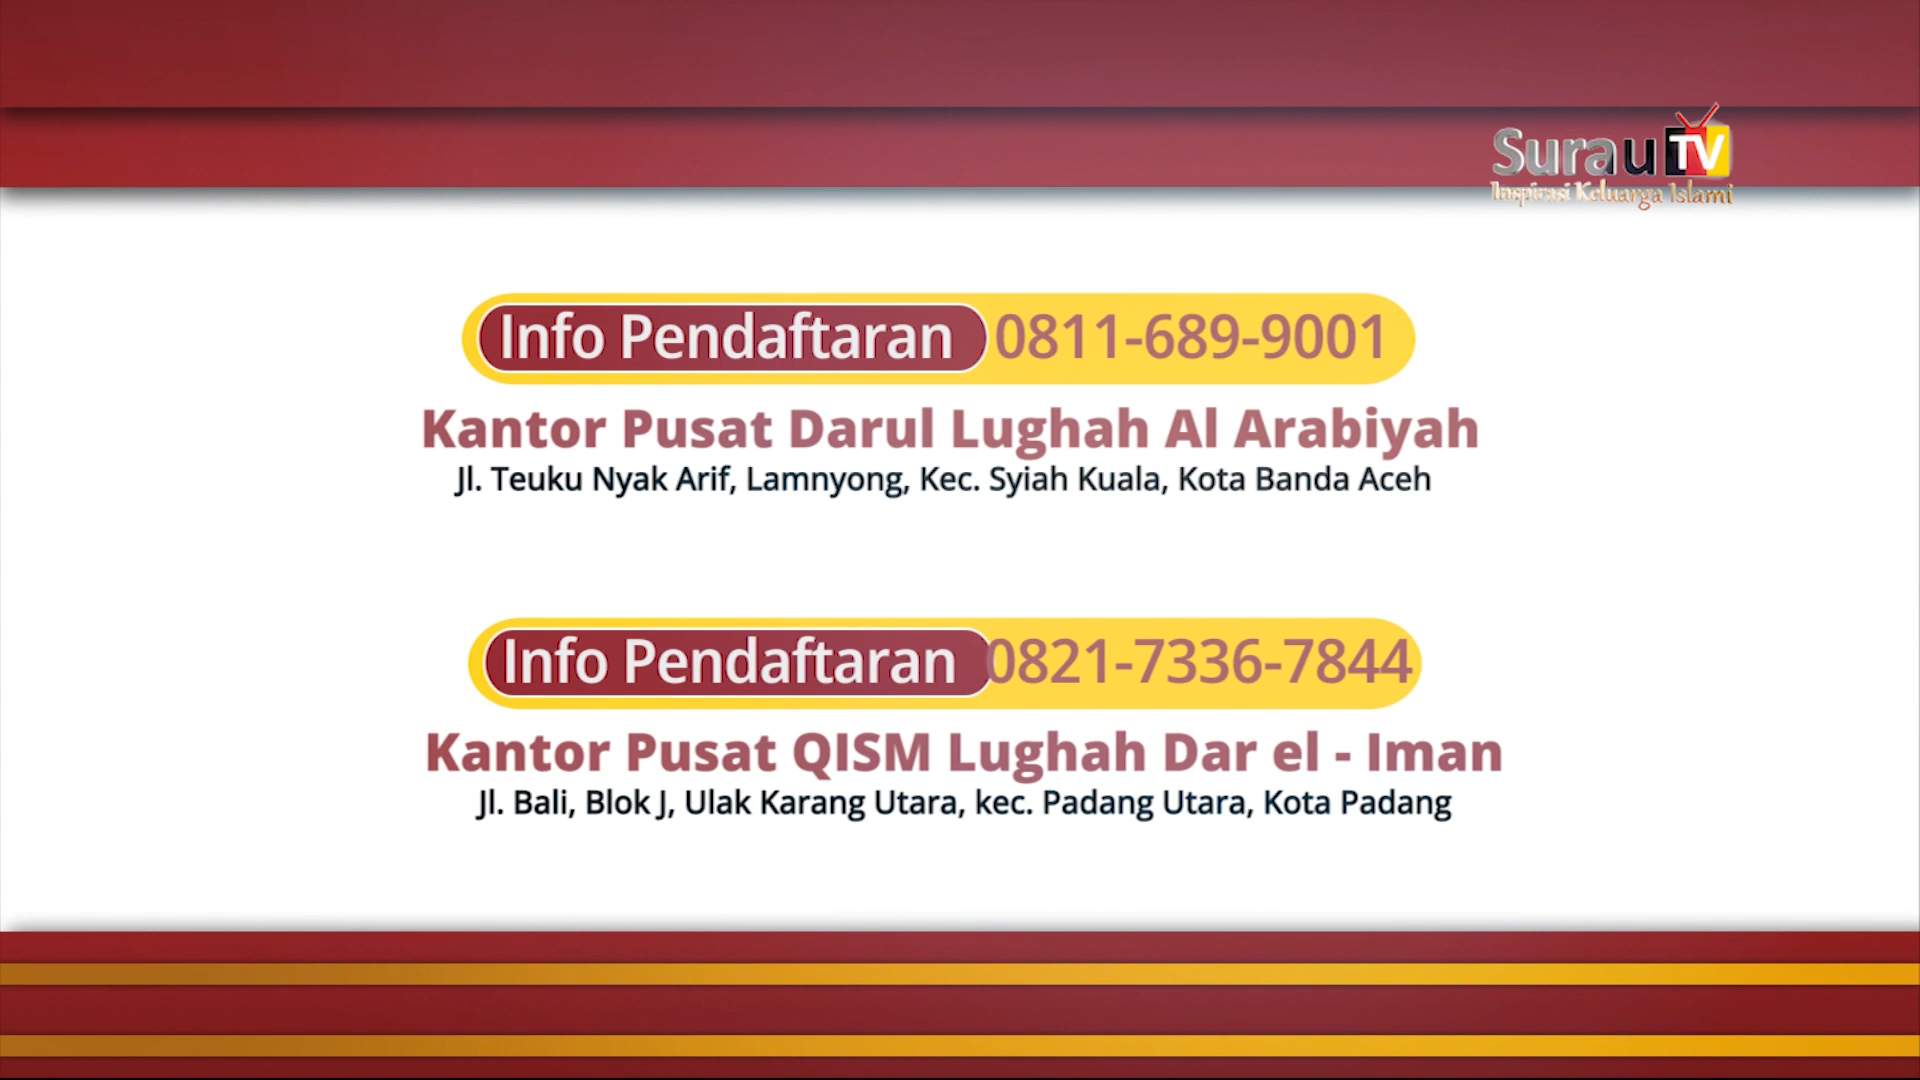 Surau TV
Inspirasi Keluarga Islami
Info Pendaftaran 0811-689-9001
Kantor Pusat Darul Lughah Al Arabiyah
Jl. Teuku Nyak Arif, Lamnyong, Kec. Syiah Kuala, Kota Banda Aceh
Info Pendaftaran 0821-7336-7844
Kantor Pusat QISM Lughah Dar el - Iman
Jl. Bali, Blok J, Ulak Karang Utara, kec. Padang Utara, Kota Padang